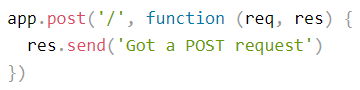 app.post('/', function (req, res) {
  res.send('Got a POST request')
})